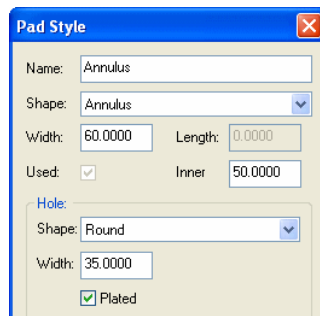 Pad Style
Name: Annulus
Shape: Annulus
Width: 60.0000 Length: 0.0000
Used: Inner 50.0000
Hole:
Shape: Round
Width: 35.0000
Plated